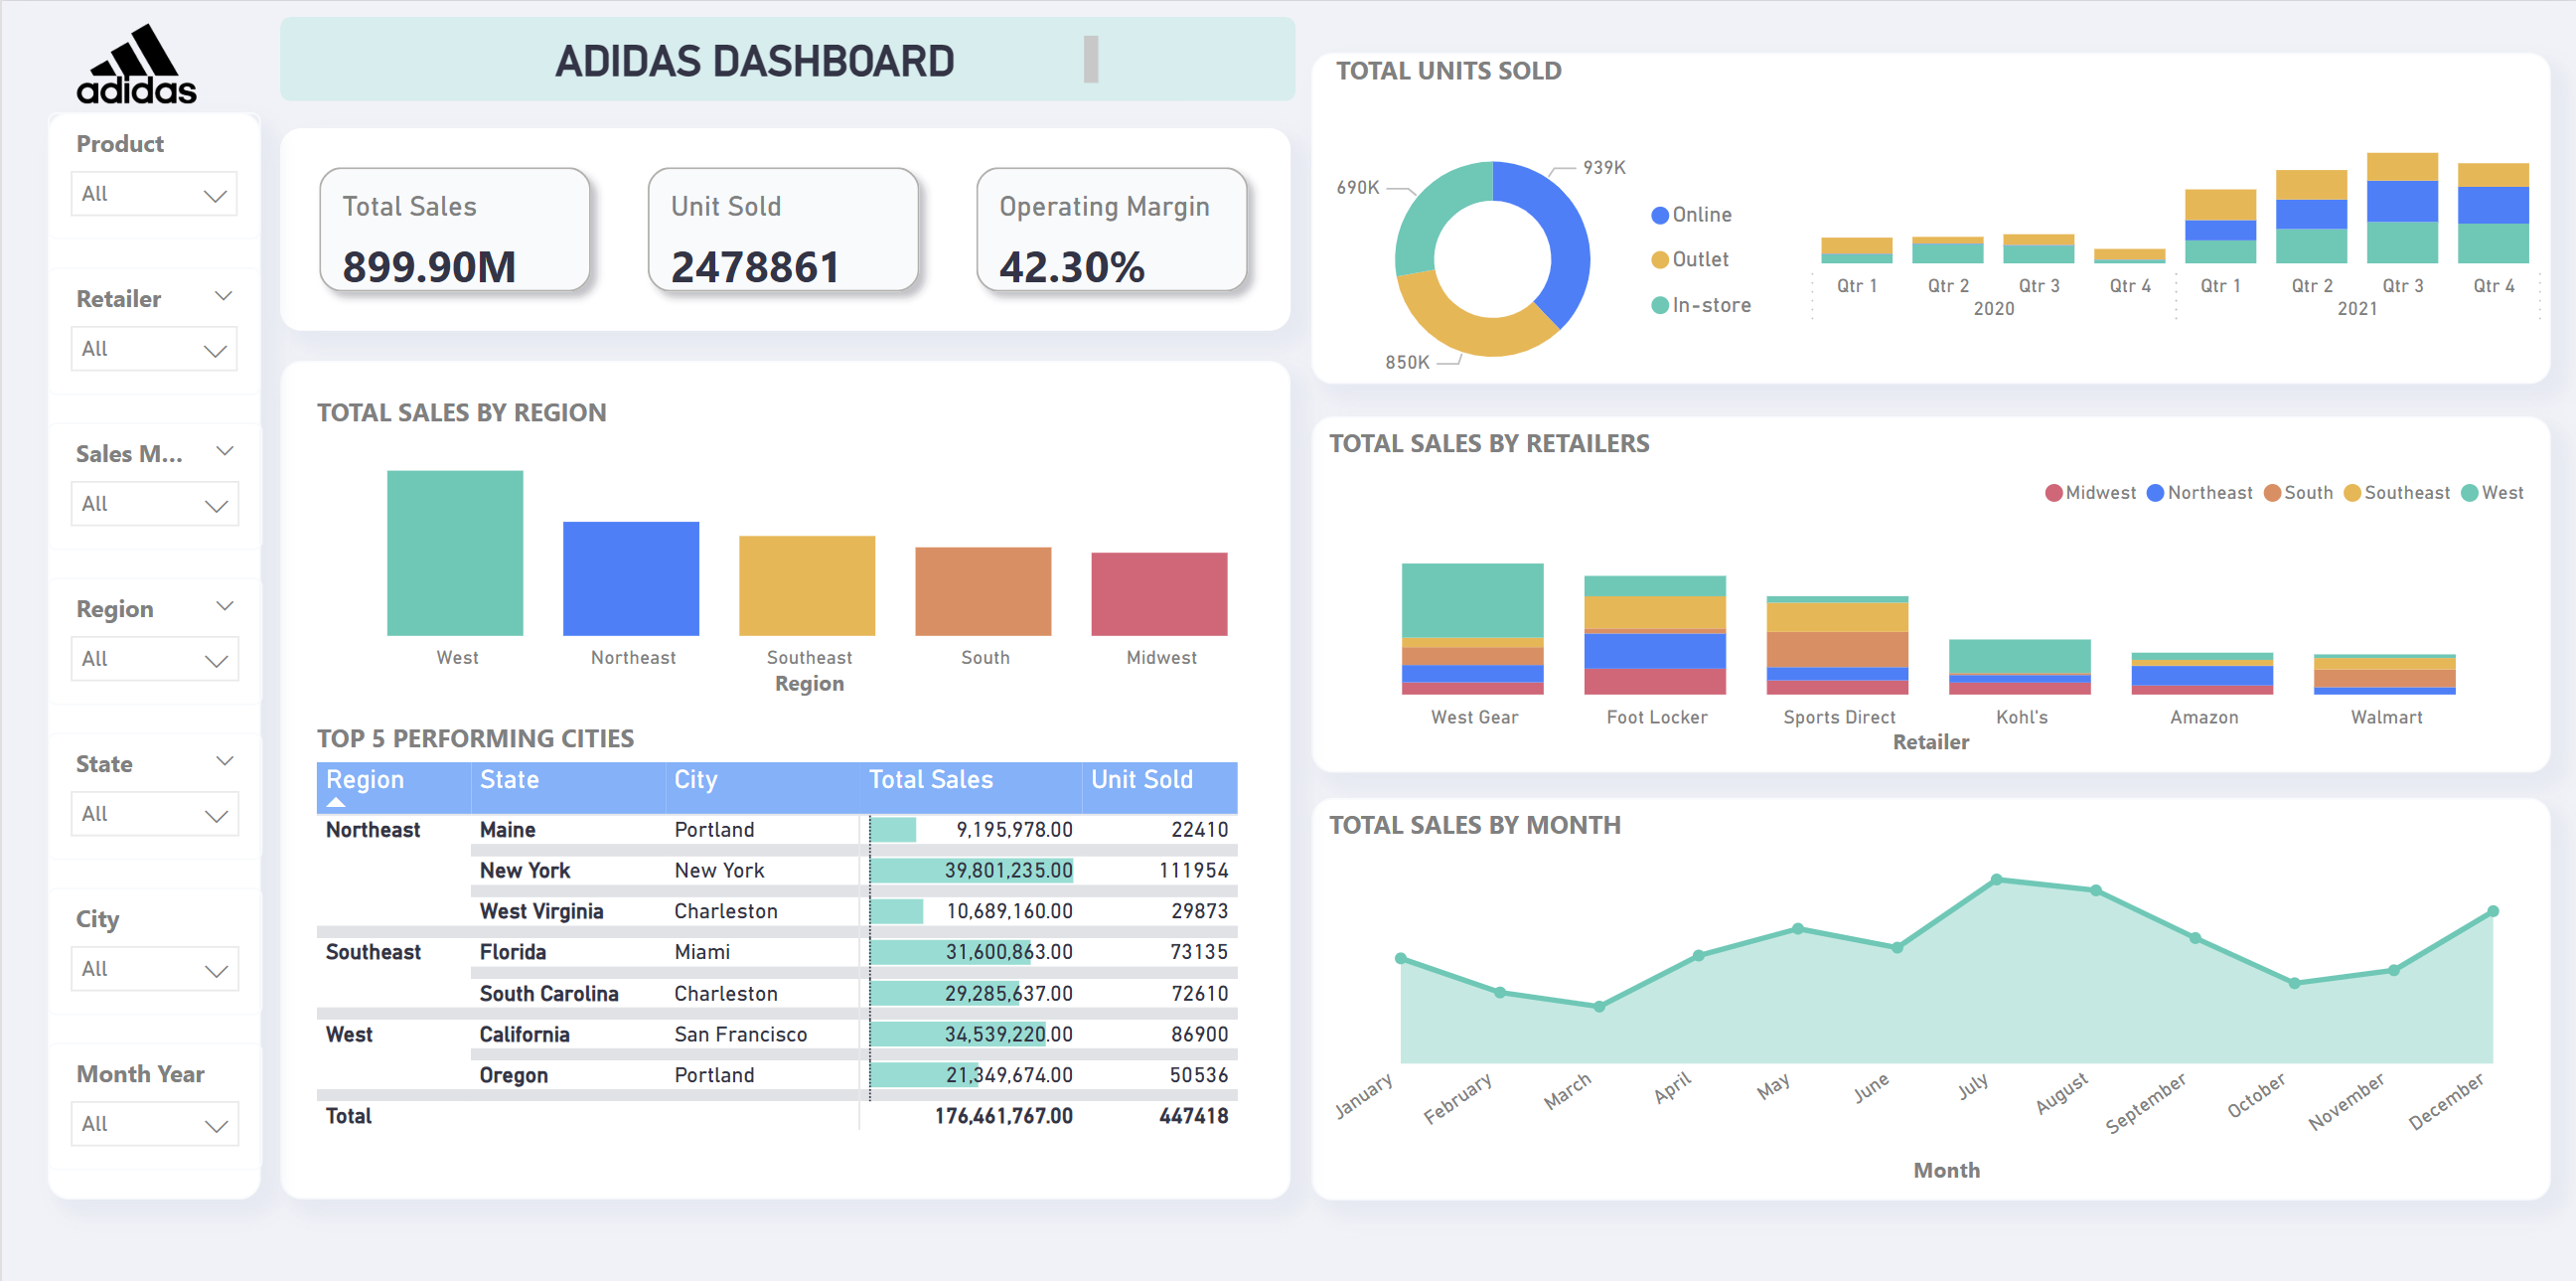 adidas
ADIDAS DASHBOARD
Product
All
Retailer
All
Sales M...
All
Region
All
State
All
City
All
Month Year
All
Total Sales
899.90M
Unit Sold
2478861
Operating Margin
42.30%
TOTAL SALES BY REGION
West Northeast Southeast South Midwest
Region
TOP 5 PERFORMING CITIES
Region State City Total Sales Unit Sold
Northeast Maine Portland 9,195,978.00 22410
New York New York 39,801,235.00 111954
West Virginia Charleston 10,689,160.00 29873
Southeast Florida Miami 31,600,863.00 73135
South Carolina Charleston 29,285,637.00 72610
West California San Francisco 34,539,220.00 86900
Oregon Portland 21,349,674.00 50536
Total 176,461,767.00 447418
TOTAL UNITS SOLD
939K
690K
850K
Online
Outlet
In-store
Qtr 1 Qtr 2 Qtr 3 Qtr 4 Qtr 1 Qtr 2 Qtr 3 Qtr 4
2020 2021
TOTAL SALES BY RETAILERS
Midwest Northeast South Southeast West
West Gear Foot Locker Sports Direct Kohl's Amazon Walmart
Retailer
TOTAL SALES BY MONTH
January February March April May June July August September October November December
Month